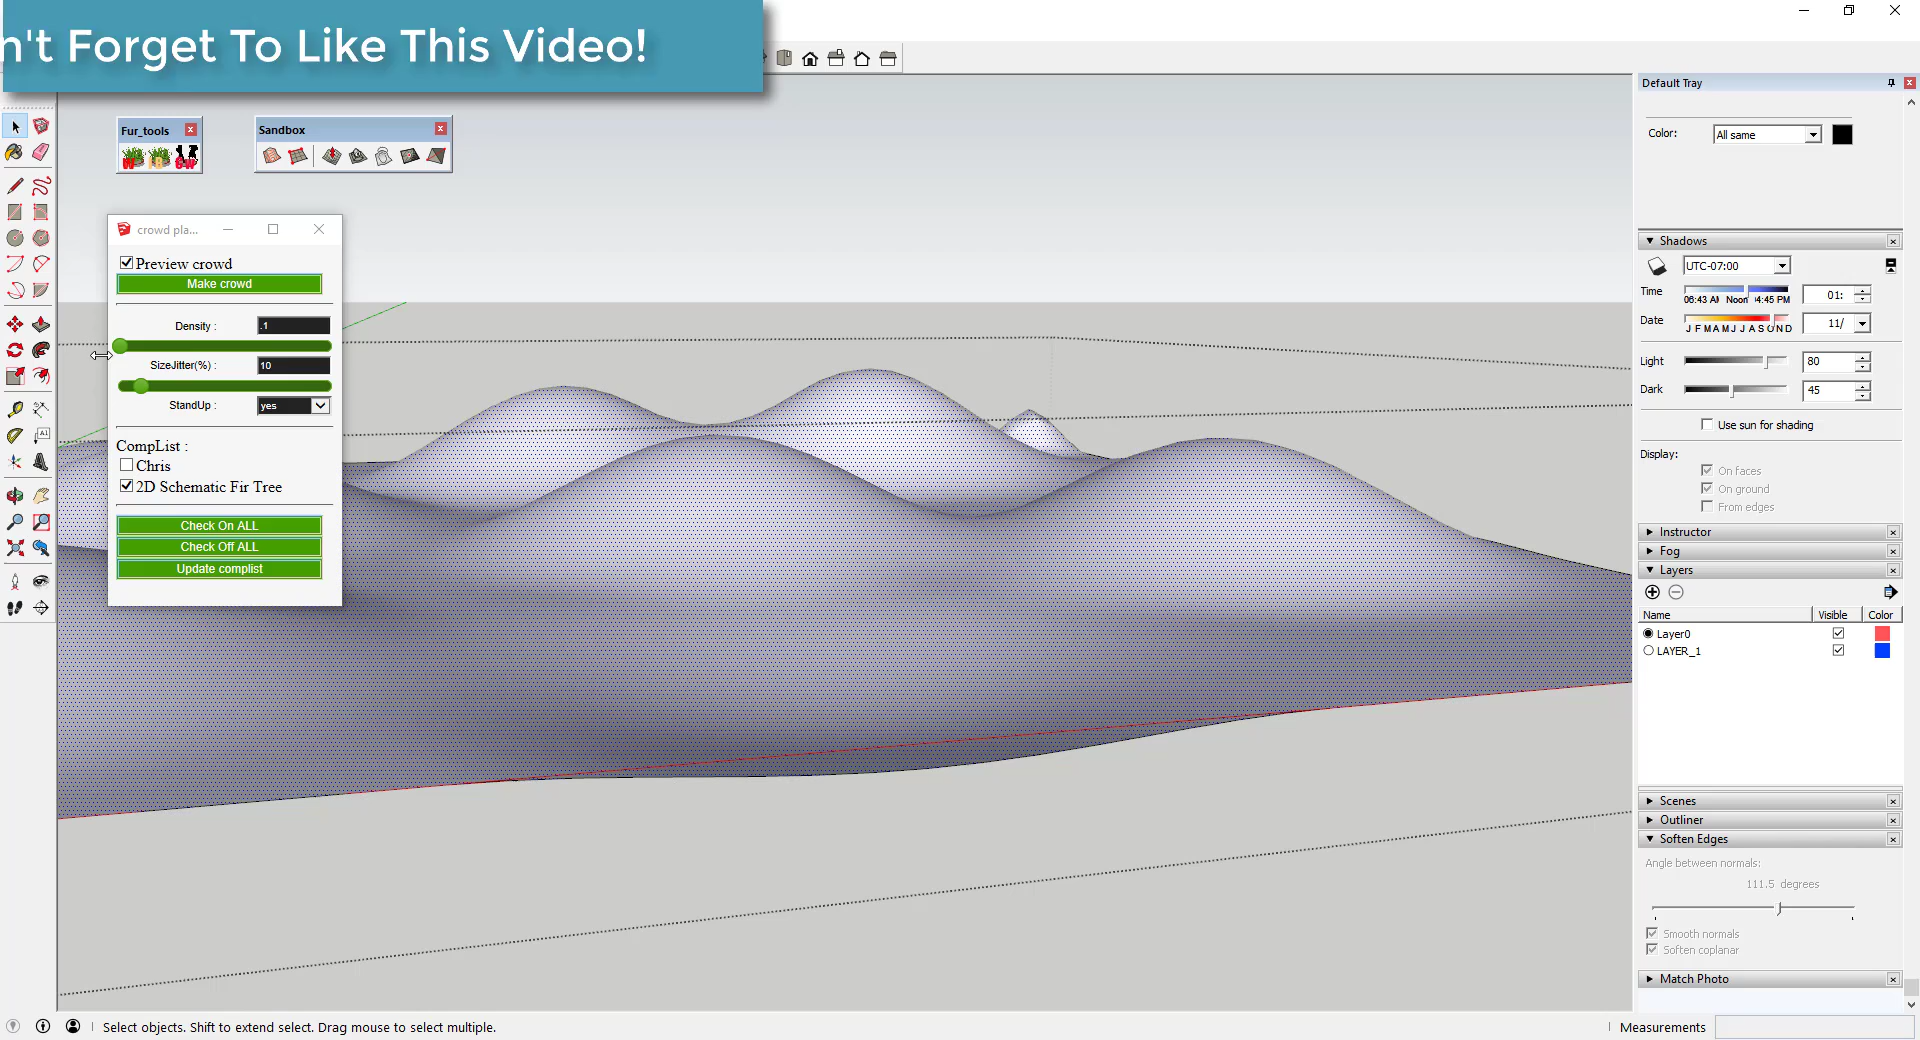 n't Forget To Like This Video!
Default Tray
Fur_tools
Sandbox
Color:
All same
crowd pla...
Preview crowd
Make crowd
Density :
.1
SizeJitter(%) :
10
StandUp :
yes
CompList :
Chris
2D Schematic Fir Tree
Check On ALL
Check Off ALL
Update complist
Shadows
UTC-07:00
Time
06:43 AM Noon 04:45 PM
01:
Date
J F M A M J J A S O N D
11/
Light
80
Dark
45
Use sun for shading
Display:
On faces
On ground
From edges
Instructor
Fog
Layers
Name Visible Color
Layer0
LAYER_1
Scenes
Outliner
Soften Edges
Angle between normals:
111.5 degrees
Smooth normals
Soften coplanar
Match Photo
Select objects. Shift to extend select. Drag mouse to select multiple.
Measurements